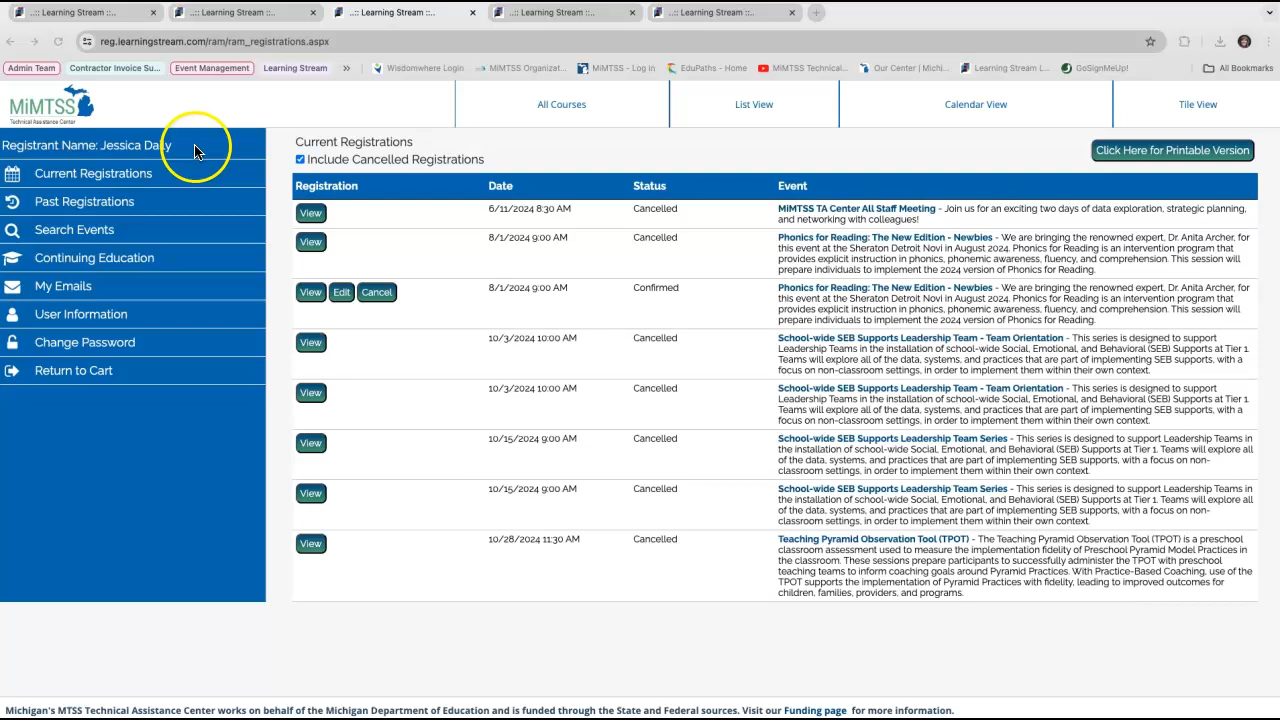 ..:: Learning Stream ::..
..:: Learning Stream ::..
..:: Learning Stream ::..
..:: Learning Stream ::..
..:: Learning Stream ::..
reg.learningstream.com/ram/ram_registrations.aspx
Admin Team Contractor Invoice Su... Event Management Learning Stream » Wisdomwhere Login MiMTSS Organizat... MiMTSS - Log in EduPaths - Home MiMTSS Technical... Our Center | Michi... Learning Stream L... GoSignMeUp! All Bookmarks
MiMTSS
Technical Assistance Center
All Courses List View Calendar View Tile View
Registrant Name: Jessica Daily
Current Registrations
Past Registrations
Search Events
Continuing Education
My Emails
User Information
Change Password
Return to Cart
Current Registrations
Include Cancelled Registrations
Click Here for Printable Version
Registration Date Status Event
View 6/11/2024 8:30 AM Cancelled MiMTSS TA Center All Staff Meeting - Join us for an exciting two days of data exploration, strategic planning,
and networking with colleagues!
View 8/1/2024 9:00 AM Cancelled Phonics for Reading: The New Edition - Newbies - We are bringing the renowned expert, Dr. Anita Archer, for
this event at the Sheraton Detroit Novi in August 2024. Phonics for Reading is an intervention program that
provides explicit instruction in phonics, phonemic awareness, fluency, and comprehension. This session will
prepare individuals to implement the 2024 version of Phonics for Reading.
View Edit Cancel 8/1/2024 9:00 AM Confirmed Phonics for Reading: The New Edition - Newbies - We are bringing the renowned expert, Dr. Anita Archer, for
this event at the Sheraton Detroit Novi in August 2024. Phonics for Reading is an intervention program that
provides explicit instruction in phonics, phonemic awareness, fluency, and comprehension. This session will
prepare individuals to implement the 2024 version of Phonics for Reading.
View 10/3/2024 10:00 AM Cancelled School-wide SEB Supports Leadership Team - Team Orientation - This series is designed to support
Leadership Teams in the installation of school-wide Social, Emotional, and Behavioral (SEB) Supports at Tier 1.
Teams will explore all of the data, systems, and practices that are part of implementing SEB supports, with a
focus on non-classroom settings, in order to implement them within their own context.
View 10/3/2024 10:00 AM Cancelled School-wide SEB Supports Leadership Team - Team Orientation - This series is designed to support
Leadership Teams in the installation of school-wide Social, Emotional, and Behavioral (SEB) Supports at Tier 1.
Teams will explore all of the data, systems, and practices that are part of implementing SEB supports, with a
focus on non-classroom settings, in order to implement them within their own context.
View 10/15/2024 9:00 AM Cancelled School-wide SEB Supports Leadership Team Series - This series is designed to support Leadership Teams in
the installation of school-wide Social, Emotional, and Behavioral (SEB) Supports at Tier 1. Teams will explore all
of the data, systems, and practices that are part of implementing SEB supports, with a focus on non-
classroom settings, in order to implement them within their own context.
View 10/15/2024 9:00 AM Cancelled School-wide SEB Supports Leadership Team Series - This series is designed to support Leadership Teams in
the installation of school-wide Social, Emotional, and Behavioral (SEB) Supports at Tier 1. Teams will explore all
of the data, systems, and practices that are part of implementing SEB supports, with a focus on non-
classroom settings, in order to implement them within their own context.
View 10/28/2024 11:30 AM Cancelled Teaching Pyramid Observation Tool (TPOT) - The Teaching Pyramid Observation Tool (TPOT) is a preschool
classroom assessment used to measure the implementation fidelity of Preschool Pyramid Model Practices in
the classroom. These sessions prepare participants to successfully administer the TPOT with preschool
teaching teams to inform coaching goals around Pyramid Practices. With Practice-Based Coaching, use of the
TPOT supports the implementation of Pyramid Practices with fidelity, leading to improved outcomes for
children, families, providers, and programs.
Michigan's MTSS Technical Assistance Center works on behalf of the Michigan Department of Education and is funded through the State and Federal sources. Visit our Funding page for more information.